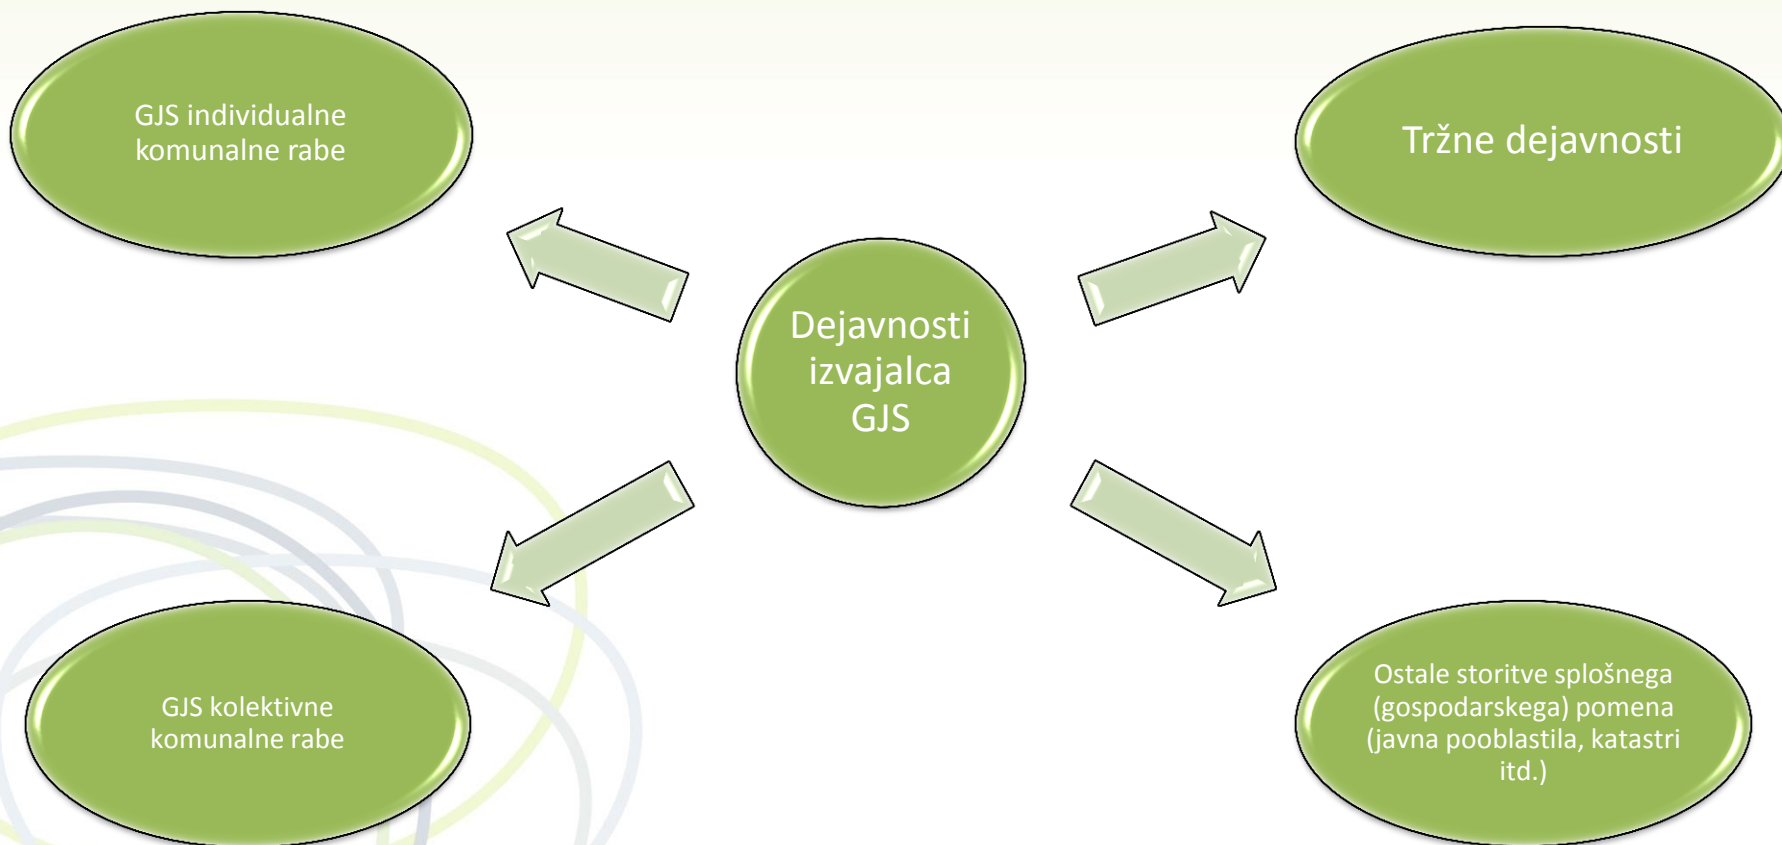 GJS individualne
komunalne rabe
Tržne dejavnosti
Dejavnosti
izvajalca
GJS
GJS kolektivne
komunalne rabe
Ostale storitve splošnega
(gospodarskega) pomena
(javna pooblastila, katastri
itd.)